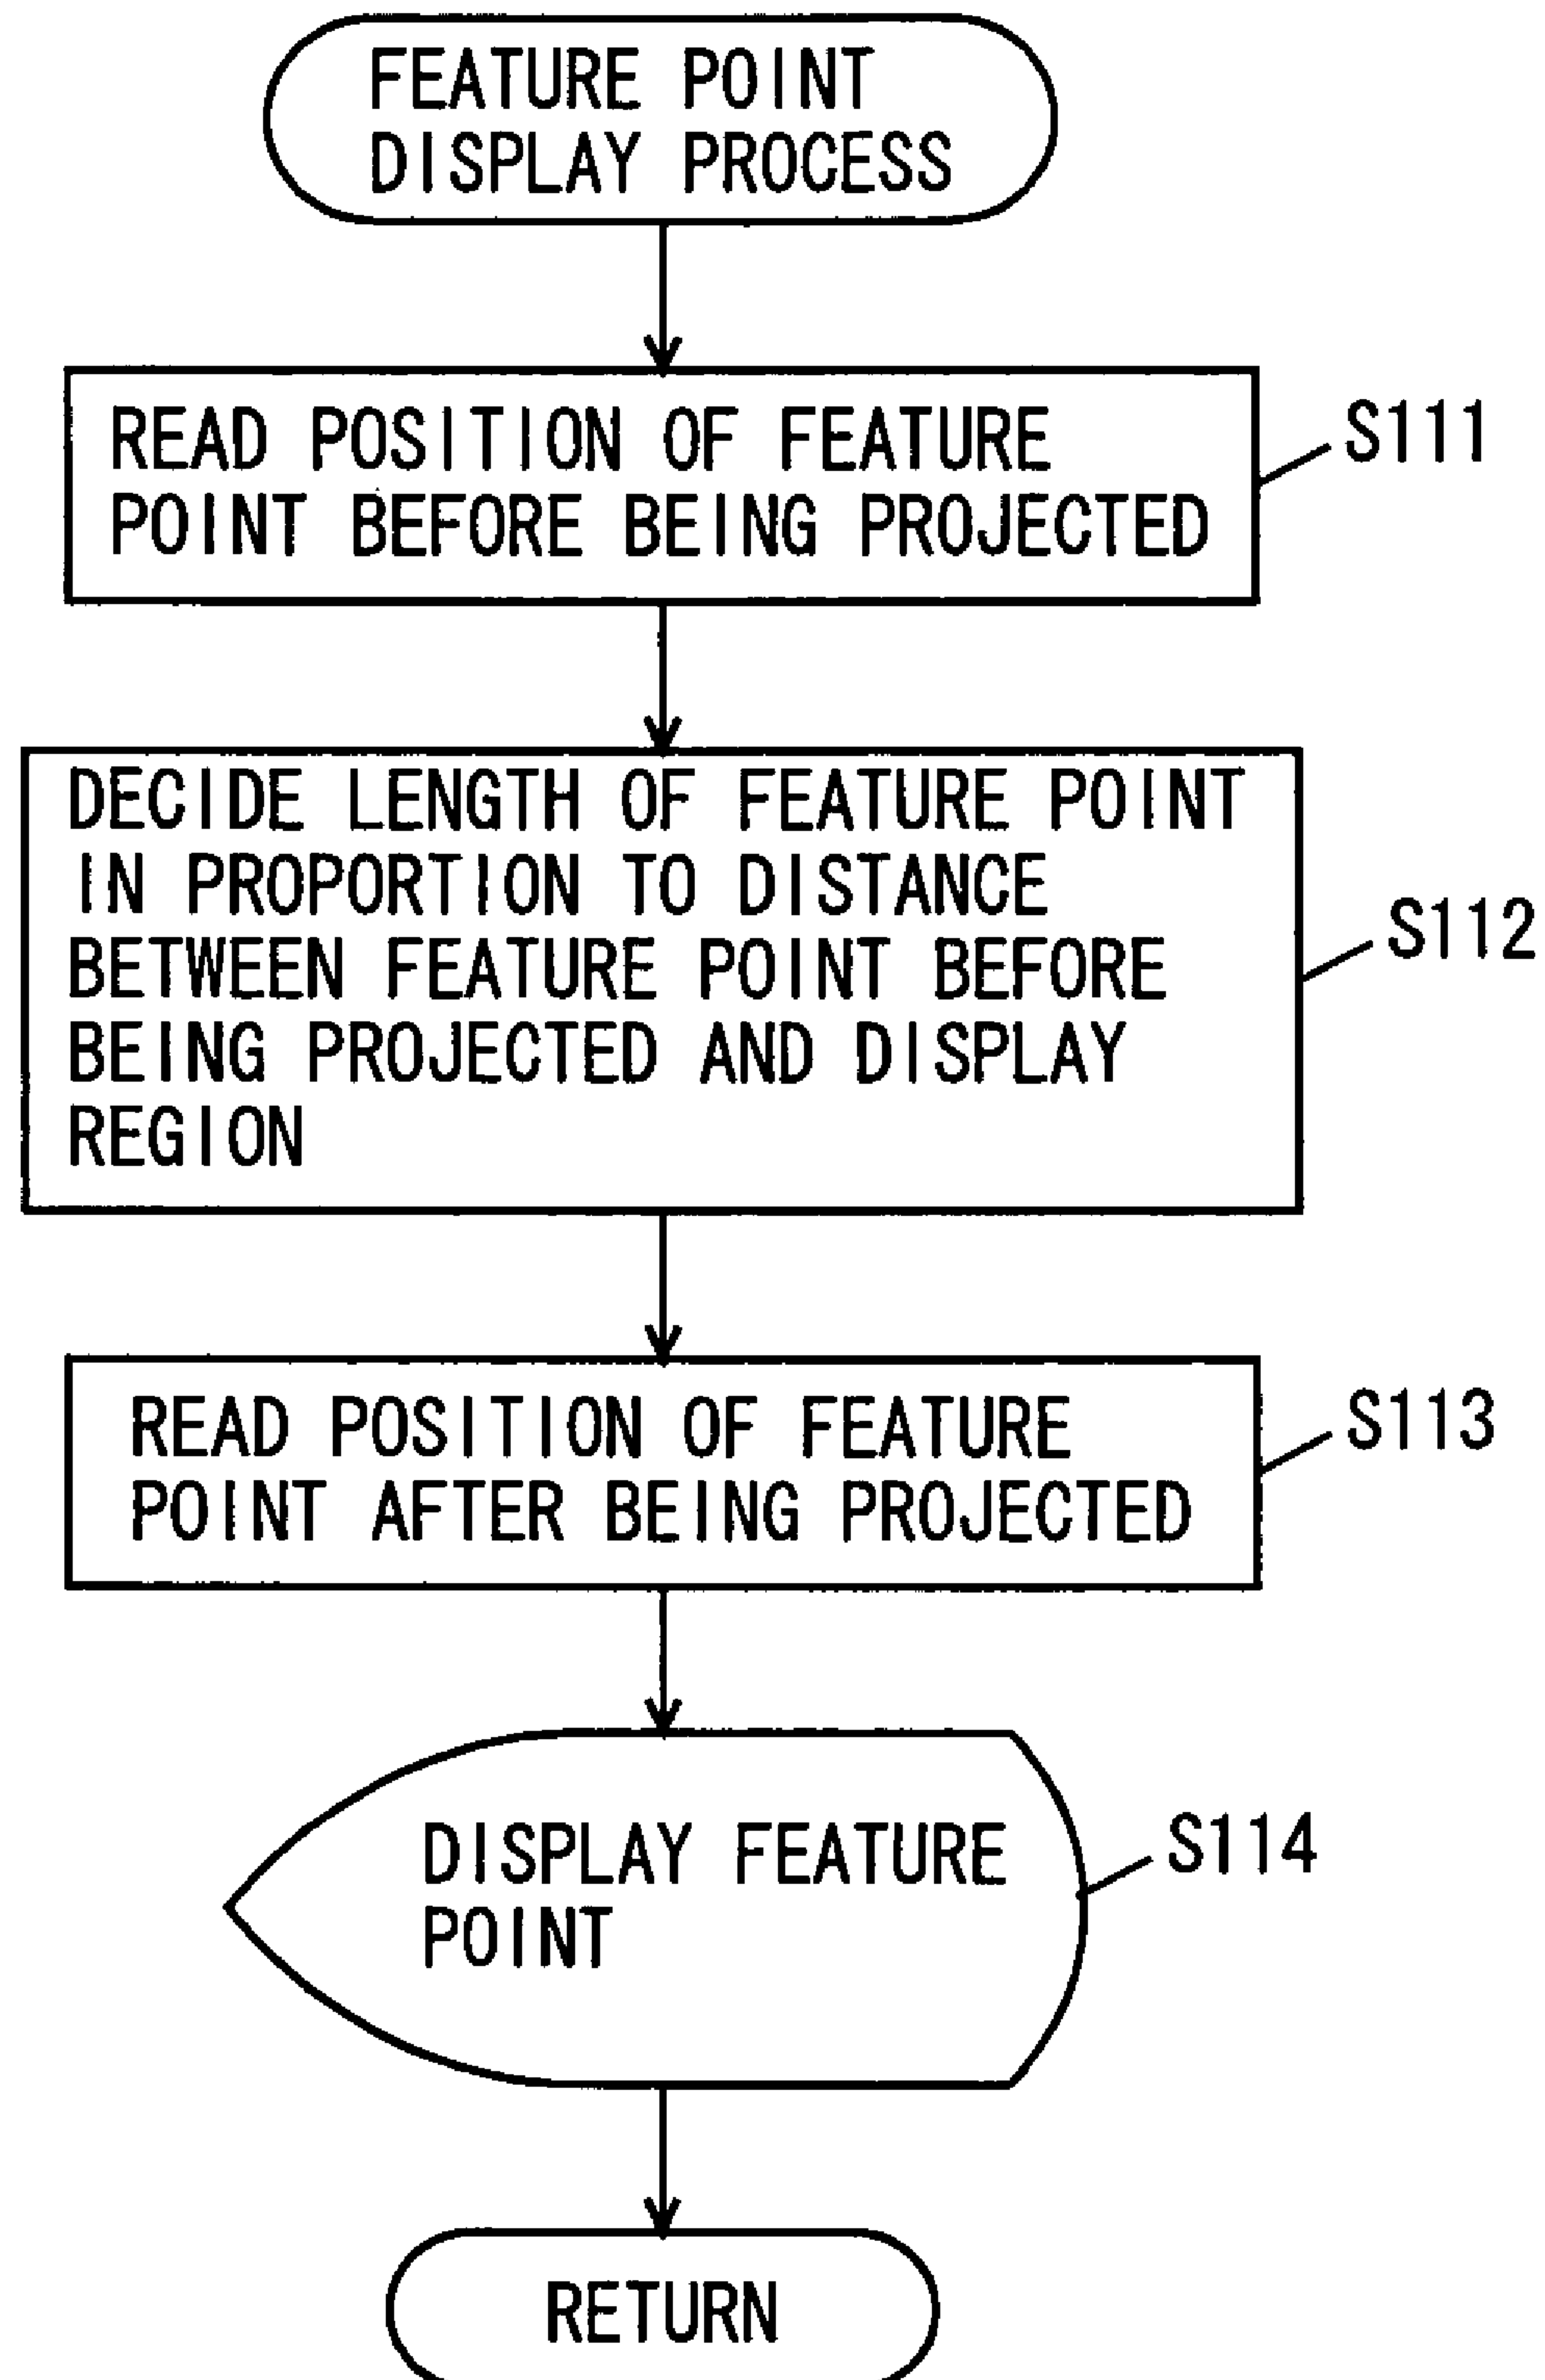 FEATURE POINT
DISPLAY PROCESS
READ POSITION OF FEATURE
POINT BEFORE BEING PROJECTED
S111
DECIDE LENGTH OF FEATURE POINT
IN PROPORTION TO DISTANCE
BETWEEN FEATURE POINT BEFORE
BEING PROJECTED AND DISPLAY
REGION
S112
READ POSITION OF FEATURE
POINT AFTER BEING PROJECTED
S113
DISPLAY FEATURE
POINT
S114
RETURN